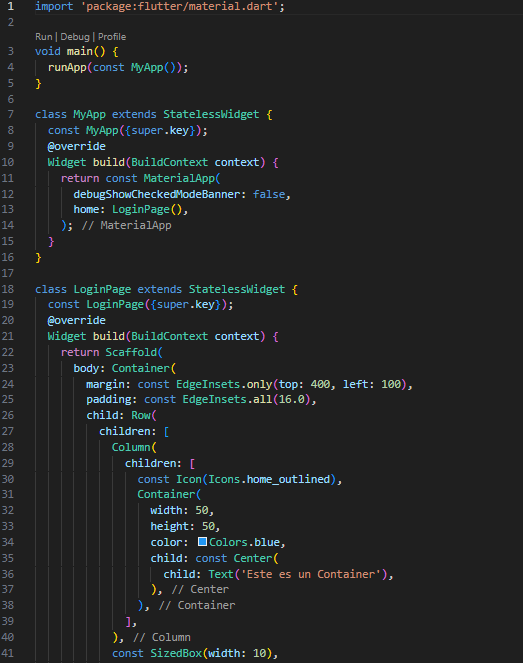 1 import 'package:flutter/material.dart';
2
Run | Debug | Profile
3 void main() {
4   runApp(const MyApp());
5 }
6
7 class MyApp extends StatelessWidget {
8   const MyApp({super.key});
9   @override
10   Widget build(BuildContext context) {
11     return const MaterialApp(
12       debugShowCheckedModeBanner: false,
13       home: LoginPage(),
14     ); // MaterialApp
15   }
16 }
17
18 class LoginPage extends StatelessWidget {
19   const LoginPage({super.key});
20   @override
21   Widget build(BuildContext context) {
22     return Scaffold(
23       body: Container(
24         margin: const EdgeInsets.only(top: 400, left: 100),
25         padding: const EdgeInsets.all(16.0),
26         child: Row(
27           children: [
28             Column(
29               children: [
30                 const Icon(Icons.home_outlined),
31                 Container(
32                   width: 50,
33                   height: 50,
34                   color: Colors.blue,
35                   child: const Center(
36                     child: Text('Este es un Container'),
37                   ), // Center
38                 ), // Container
39               ],
40             ), // Column
41             const SizedBox(width: 10),